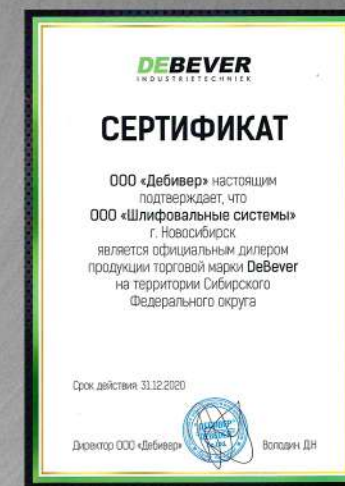 DEBEVER
INDUSTRIETECHNIEK
СЕРТИФИКАТ
ООО «Дебивер» настоящим
подтверждает, что
ООО «Шлифовальные системы»
г. Новосибирск
является официальным дилером
продукции торговой марки DeBever
на территории Сибирского
Федерального округа
Срок действия 31.12.2020
Директор ООО «Дебивер»
Володин Д.Н